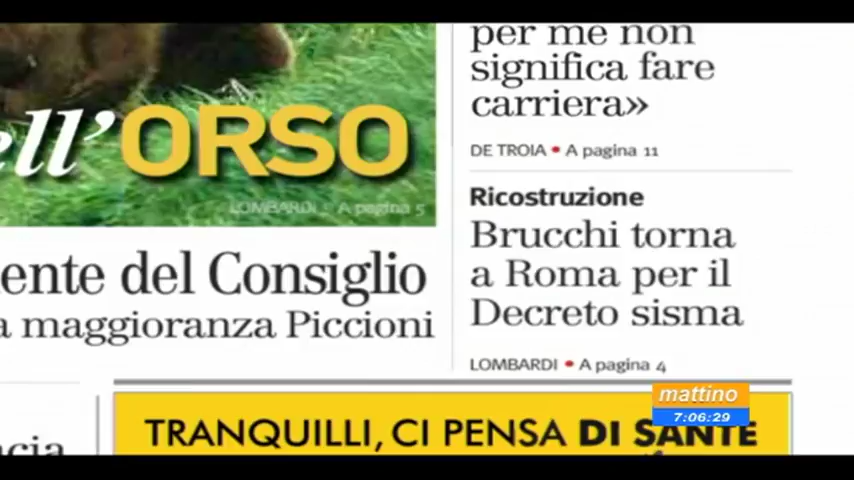 ell'ORSO
LOMBARDI • A pagina 5
ente del Consiglio
a maggioranza Piccioni
per me non
significa fare
carriera»
DE TROIA • A pagina 11
Ricostruzione
Brucchi torna
a Roma per il
Decreto sisma
LOMBARDI • A pagina 4
mattino
7:06:29
TRANQUILLI, CI PENSA DI SANTE